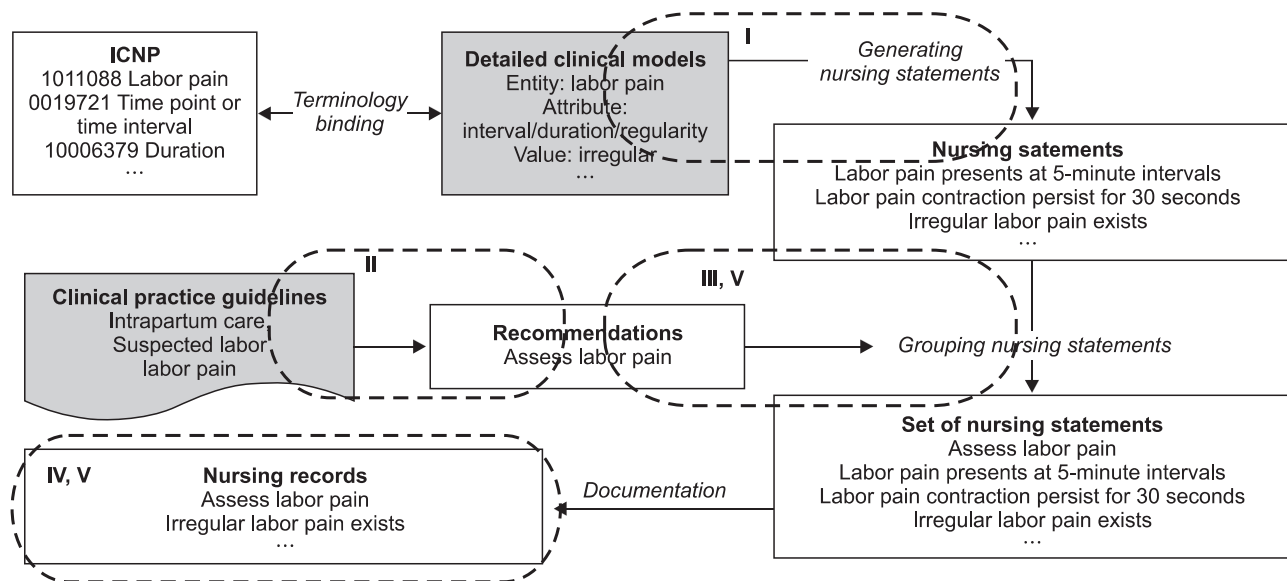 ICNP
1011088 Labor pain
0019721 Time point or
time interval
10006379 Duration
...
Terminology
binding
Detailed clinical models
Entity: labor pain
Attribute:
interval/duration/regularity
Value: irregular
...
I
Generating
nursing statements
Nursing satements
Labor pain presents at 5-minute intervals
Labor pain contraction persist for 30 seconds
Irregular labor pain exists
...
II
Clinical practice guidelines
Intrapartum care,
Suspected labor
labor pain
Recommendations
Assess labor pain
III, V
Grouping nursing statements
Set of nursing statements
Assess labor pain
Labor pain presents at 5-minute intervals
Labor pain contraction persist for 30 seconds
Irregular labor pain exists
...
Documentation
IV, V
Nursing records
Assess labor pain
Irregular labor pain exists
...